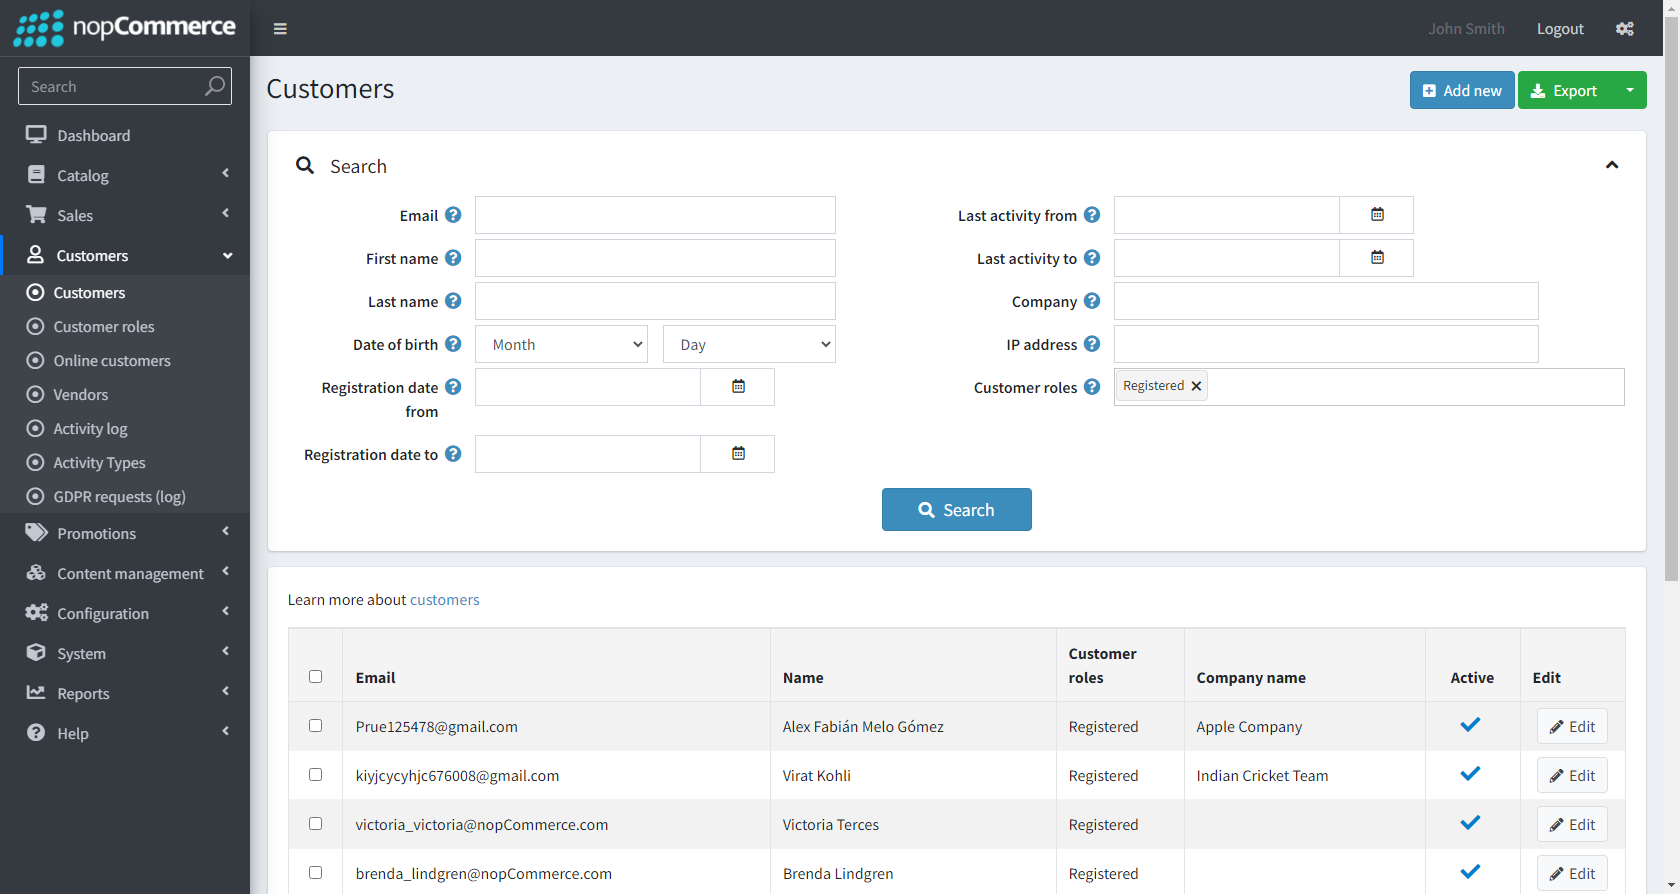 nopCommerce
John Smith
Logout
Search
Dashboard
Catalog
Sales
Customers
Customers
Customer roles
Online customers
Vendors
Activity log
Activity Types
GDPR requests (log)
Promotions
Content management
Configuration
System
Reports
Help
Customers
Add new
Export
Search
Email
First name
Last name
Date of birth
Month
Day
Registration date
from
Registration date to
Last activity from
Last activity to
Company
IP address
Customer roles
Registered
Search
Learn more about customers
Email
Name
Customer
roles
Company name
Active
Edit
Prue125478@gmail.com Alex Fabián Melo Gómez Registered Apple Company Edit
kiyjcycyhjc676008@gmail.com Virat Kohli Registered Indian Cricket Team Edit
victoria_victoria@nopCommerce.com Victoria Terces Registered Edit
brenda_lindgren@nopCommerce.com Brenda Lindgren Registered Edit